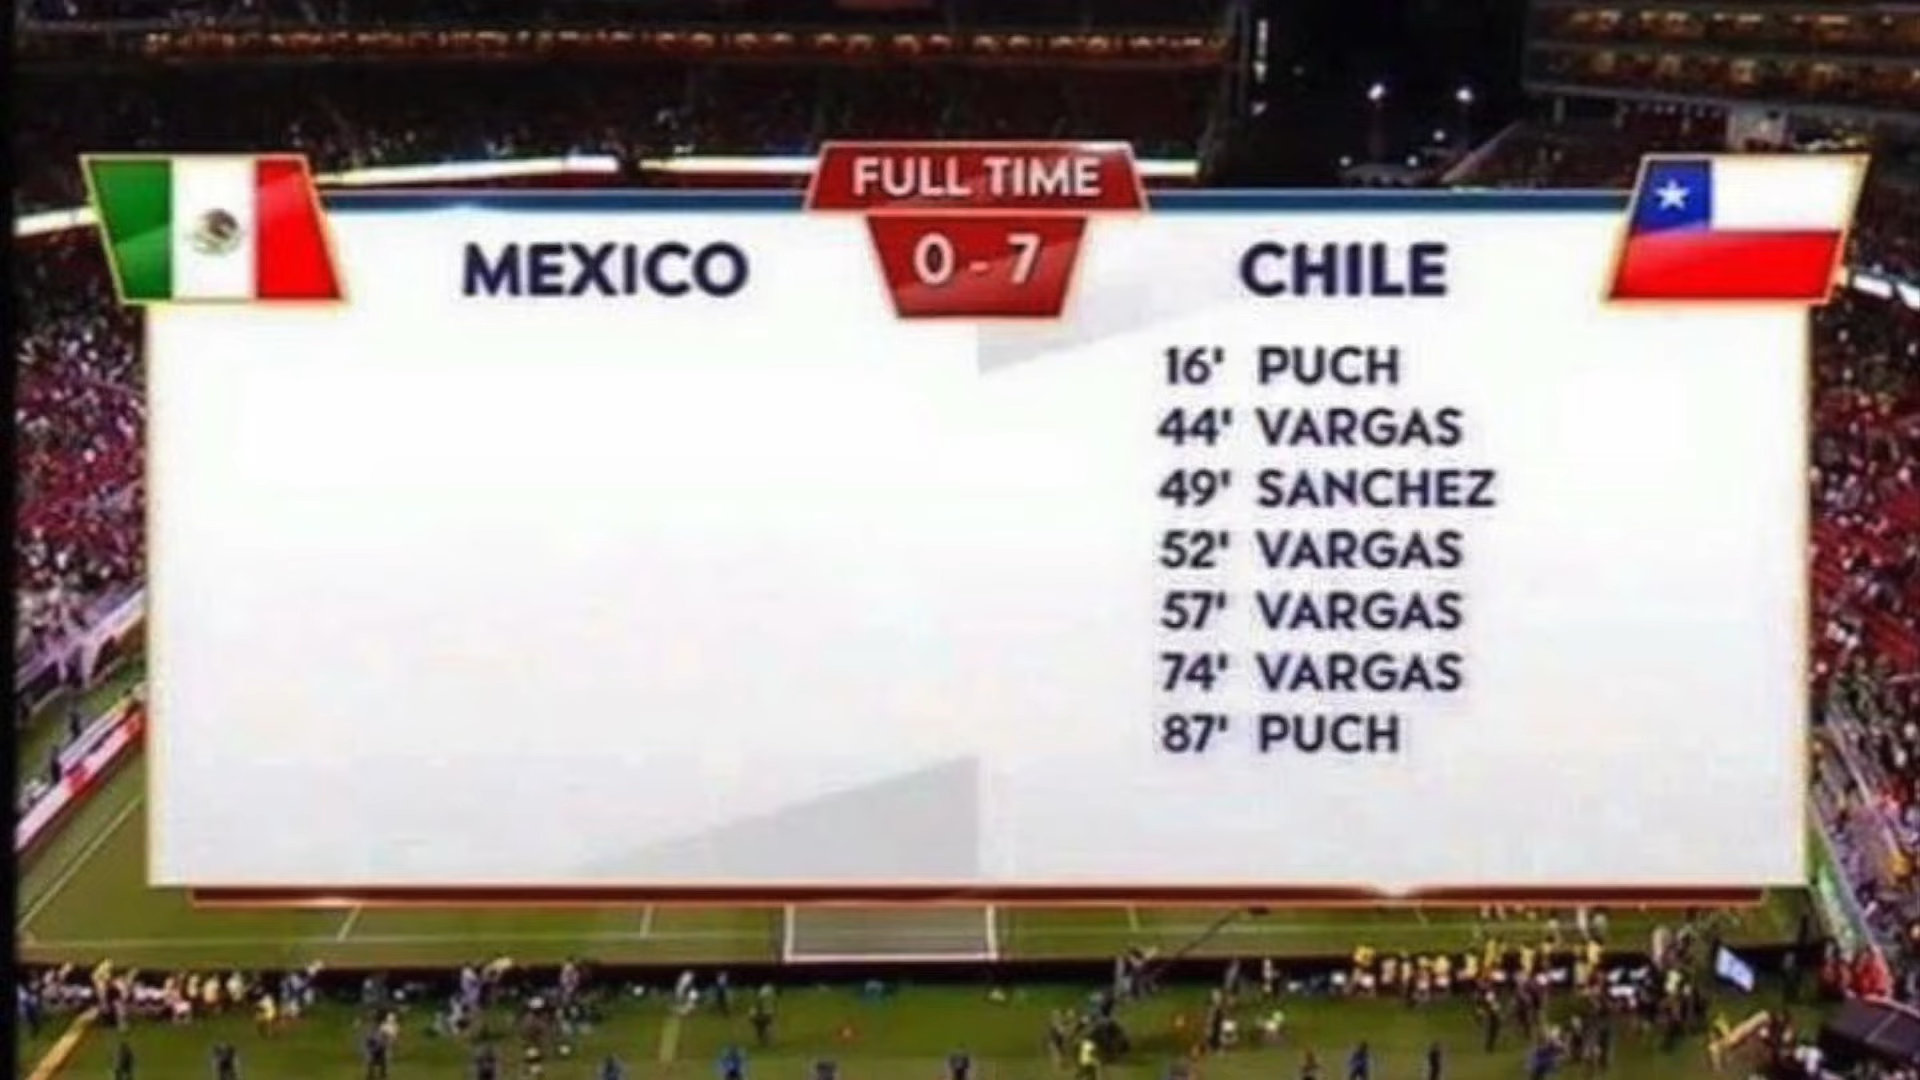 FULL TIME
MEXICO 0 - 7 CHILE
16' PUCH
44' VARGAS
49' SANCHEZ
52' VARGAS
57' VARGAS
74' VARGAS
87' PUCH